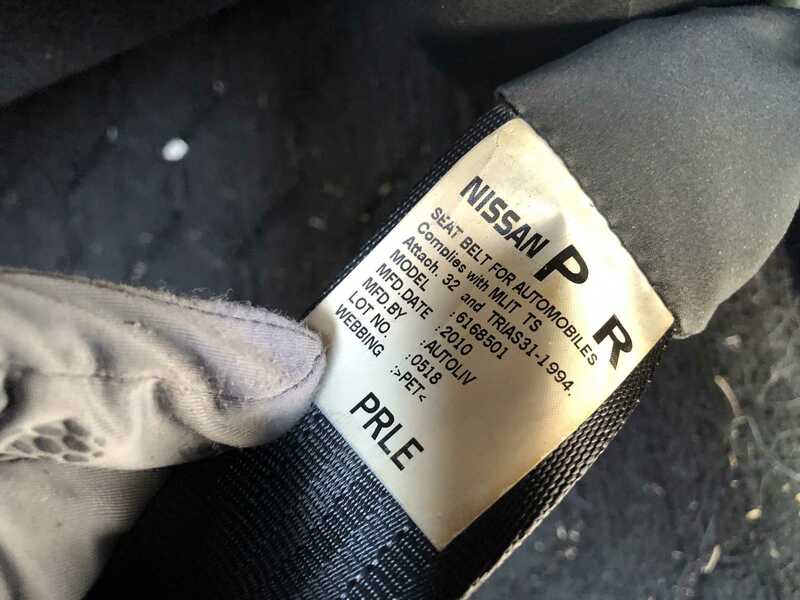 NISSAN P R
SEAT BELT FOR AUTOMOBILES
Complies with MLIT TS
Attach. 32 and TRIAS31-1994.
MODEL :6168501
MFD.DATE :2010
MFD.BY :AUTOLIV
LOT NO. :0518
WEBBING :>PET<
PRLE